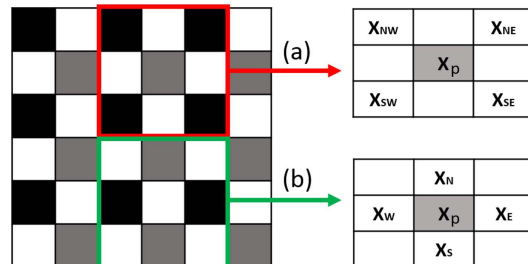 (a)
X_NW X_NE
X_p
X_SW X_SE
(b)
X_N
X_W X_p X_E
X_S